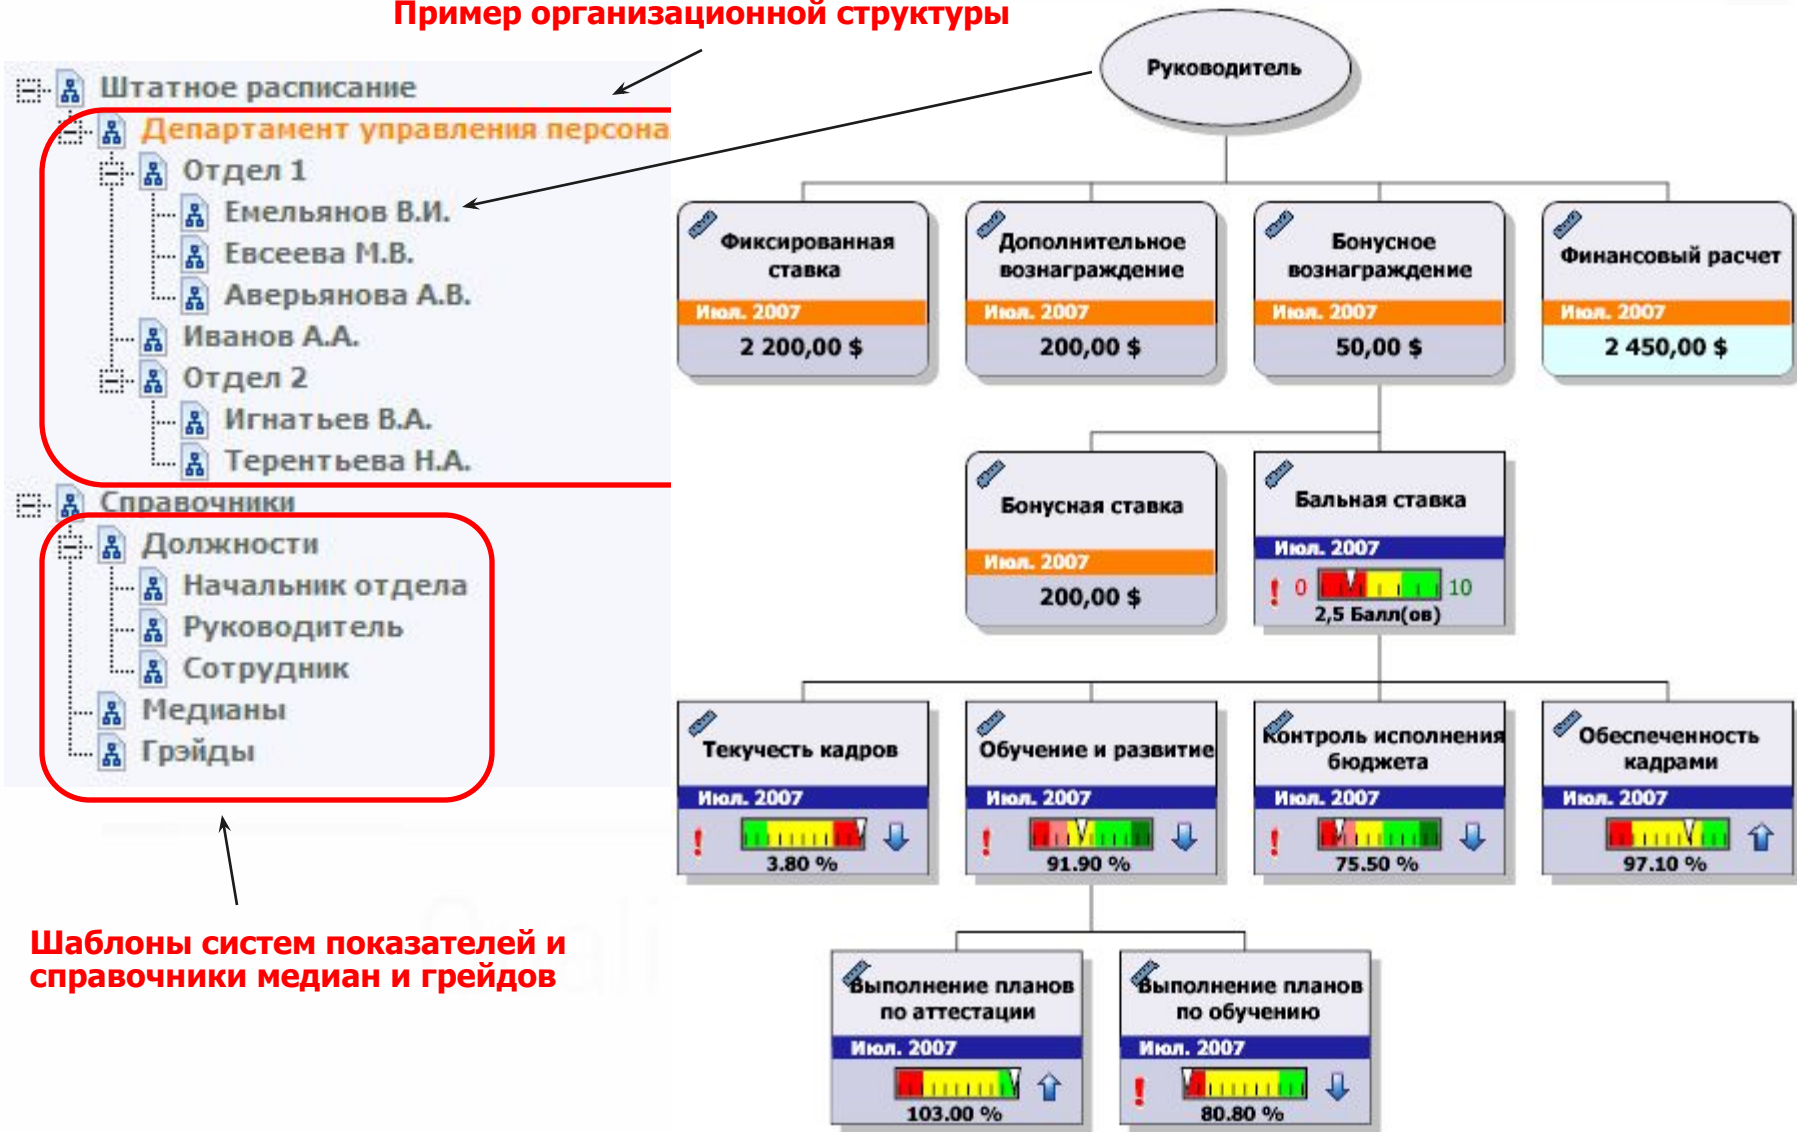 Пример организационной структуры
Штатное расписание
Департамент управления персона
Отдел 1
Емельянов В.И.
Евсеева М.В.
Аверьянова А.В.
Иванов А.А.
Отдел 2
Игнатьев В.А.
Терентьева Н.А.
Справочники
Должности
Начальник отдела
Руководитель
Сотрудник
Медианы
Грэйды
Шаблоны систем показателей и
справочники медиан и грейдов
Руководитель
Фиксированная
ставка
Июл. 2007
2 200,00 $
Дополнительное
вознаграждение
Июл. 2007
200,00 $
Бонусное
вознаграждение
Июл. 2007
50,00 $
Финансовый расчет
Июл. 2007
2 450,00 $
Бонусная ставка
Июл. 2007
200,00 $
Бальная ставка
Июл. 2007
! 0 10
2,5 Балл(ов)
Текучесть кадров
Июл. 2007
!
3.80 %
Обучение и развитие
Июл. 2007
!
91.90 %
Контроль исполнения
бюджета
Июл. 2007
!
75.50 %
Обеспеченность
кадрами
Июл. 2007
97.10 %
Выполнение планов
по аттестации
Июл. 2007
103.00 %
Выполнение планов
по обучению
Июл. 2007
!
80.80 %